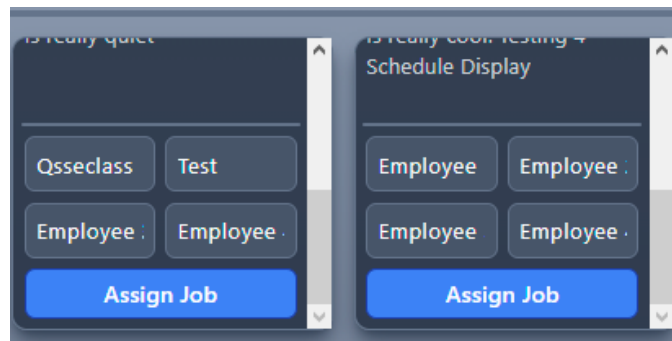 is really quiet
Qsseclass
Test
Employee
Employee
Assign Job
is really cool. Testing 4
Schedule Display
Employee
Employee
Employee
Employee
Assign Job